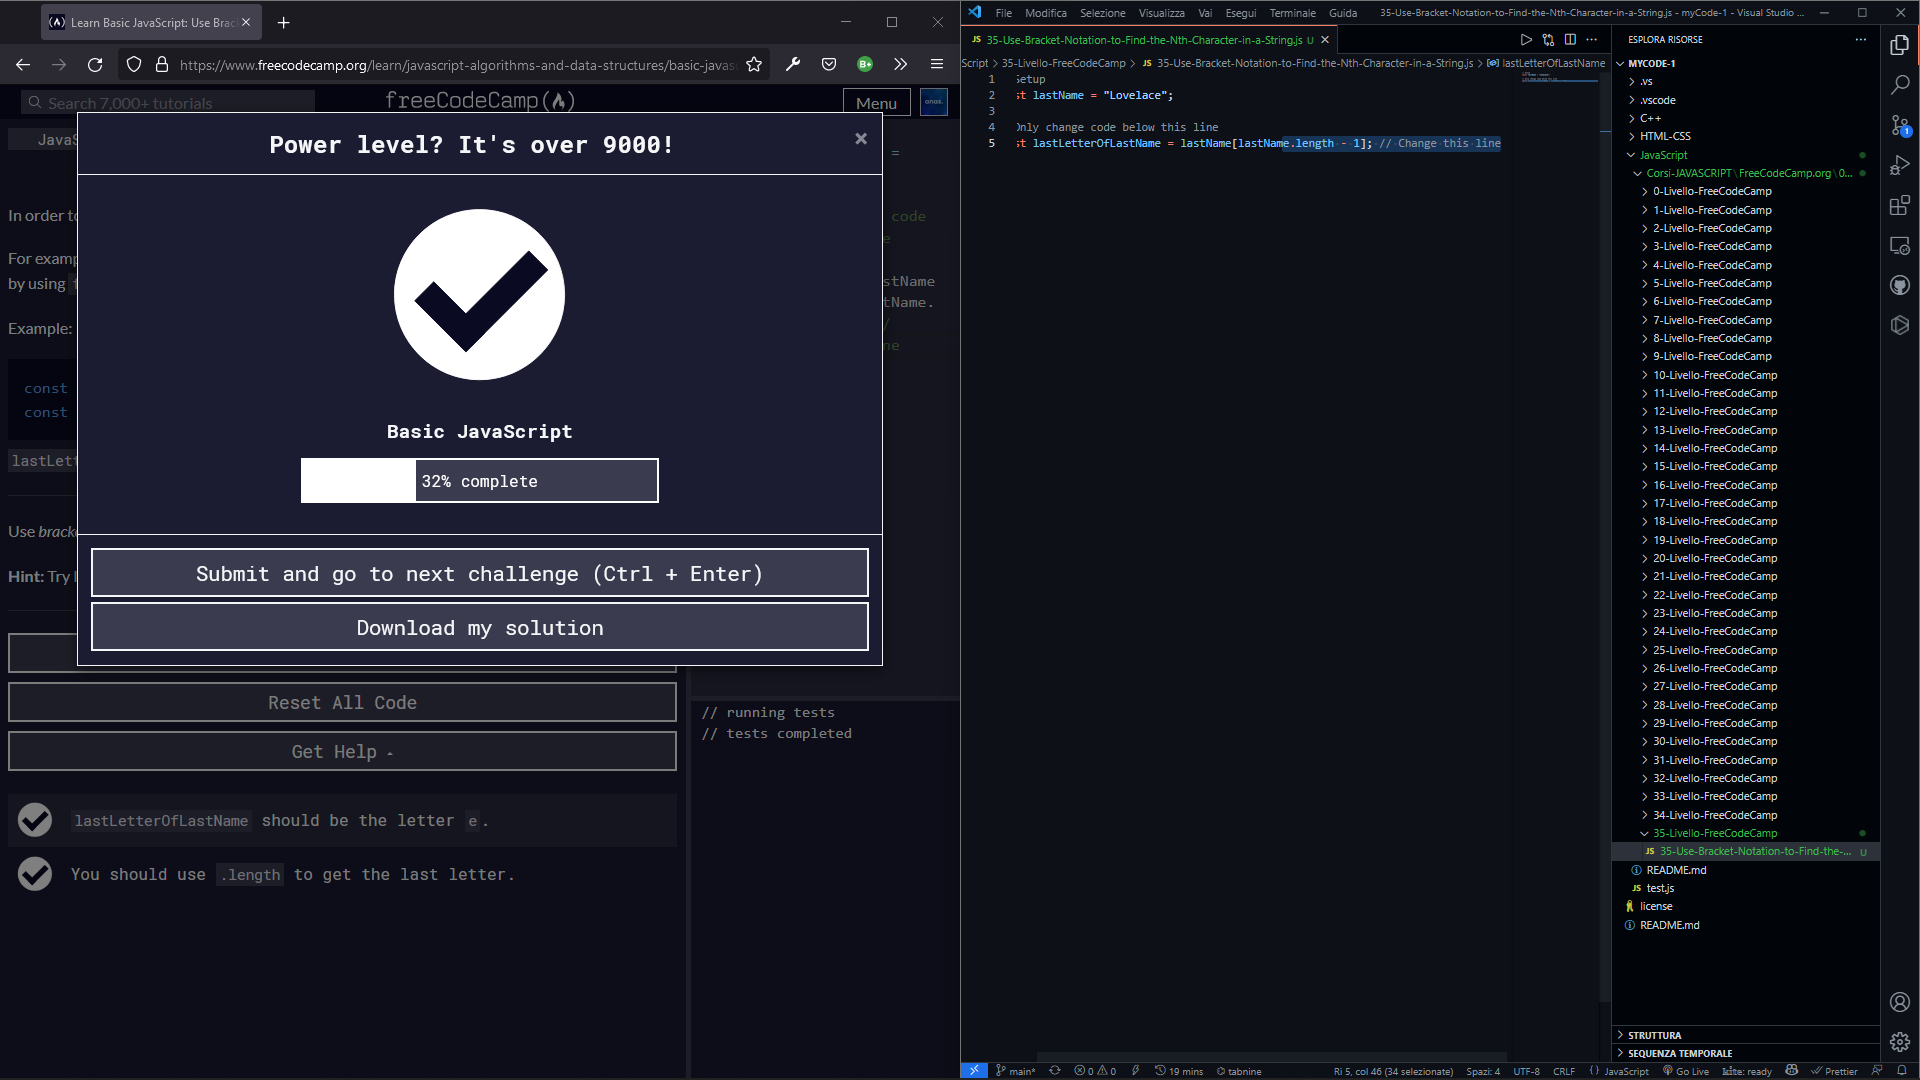 Learn Basic JavaScript: Use Brac
https://www.freecodecamp.org/learn/javascript-algorithms-and-data-structures/basic-javas
Search 7,000+ tutorials
freeCodeCamp
Menu
Power level? It's over 9000!
Basic JavaScript
32% complete
Submit and go to next challenge (Ctrl + Enter)
Download my solution
JavaS
In order to
For examp
by using
Example:
const
const
lastLett
Use bracke
Hint: Try
=
code
e
stName
tName.
/
ne
Reset All Code
Get Help
lastLetterOfLastName should be the letter e.
You should use .length to get the last letter.
// running tests
// tests completed
File Modifica Selezione Visualizza Vai Esegui Terminale Guida
35-Use-Bracket-Notation-to-Find-the-Nth-Character-in-a-String.js - myCode-1 - Visual Studio ...
JS 35-Use-Bracket-Notation-to-Find-the-Nth-Character-in-a-String.js U
Script > 35-Livello-FreeCodeCamp > JS 35-Use-Bracket-Notation-to-Find-the-Nth-Character-in-a-String.js > lastLetterOfLastName
1 Setup
2 st lastName = "Lovelace";
3
4 Only change code below this line
5 st lastLetterOfLastName = lastName[lastName.length - 1]; // Change this line
ESPLORA RISORSE
MYCODE-1
.vs
.vscode
C++
HTML-CSS
JavaScript
Corsi-JAVASCRIPT \ FreeCodeCamp.org \ 0...
0-Livello-FreeCodeCamp
1-Livello-FreeCodeCamp
2-Livello-FreeCodeCamp
3-Livello-FreeCodeCamp
4-Livello-FreeCodeCamp
5-Livello-FreeCodeCamp
6-Livello-FreeCodeCamp
7-Livello-FreeCodeCamp
8-Livello-FreeCodeCamp
9-Livello-FreeCodeCamp
10-Livello-FreeCodeCamp
11-Livello-FreeCodeCamp
12-Livello-FreeCodeCamp
13-Livello-FreeCodeCamp
14-Livello-FreeCodeCamp
15-Livello-FreeCodeCamp
16-Livello-FreeCodeCamp
17-Livello-FreeCodeCamp
18-Livello-FreeCodeCamp
19-Livello-FreeCodeCamp
20-Livello-FreeCodeCamp
21-Livello-FreeCodeCamp
22-Livello-FreeCodeCamp
23-Livello-FreeCodeCamp
24-Livello-FreeCodeCamp
25-Livello-FreeCodeCamp
26-Livello-FreeCodeCamp
27-Livello-FreeCodeCamp
28-Livello-FreeCodeCamp
29-Livello-FreeCodeCamp
30-Livello-FreeCodeCamp
31-Livello-FreeCodeCamp
32-Livello-FreeCodeCamp
33-Livello-FreeCodeCamp
34-Livello-FreeCodeCamp
35-Livello-FreeCodeCamp
JS 35-Use-Bracket-Notation-to-Find-the-... U
README.md
JS test.js
license
README.md
STRUTTURA
SEQUENZA TEMPORALE
1
main* 0 0 19 mins tabnine
Ri 5, col 46 (34 selezionate) Spazi: 4 UTF-8 CRLF JavaScript Go Live Kite: ready Prettier